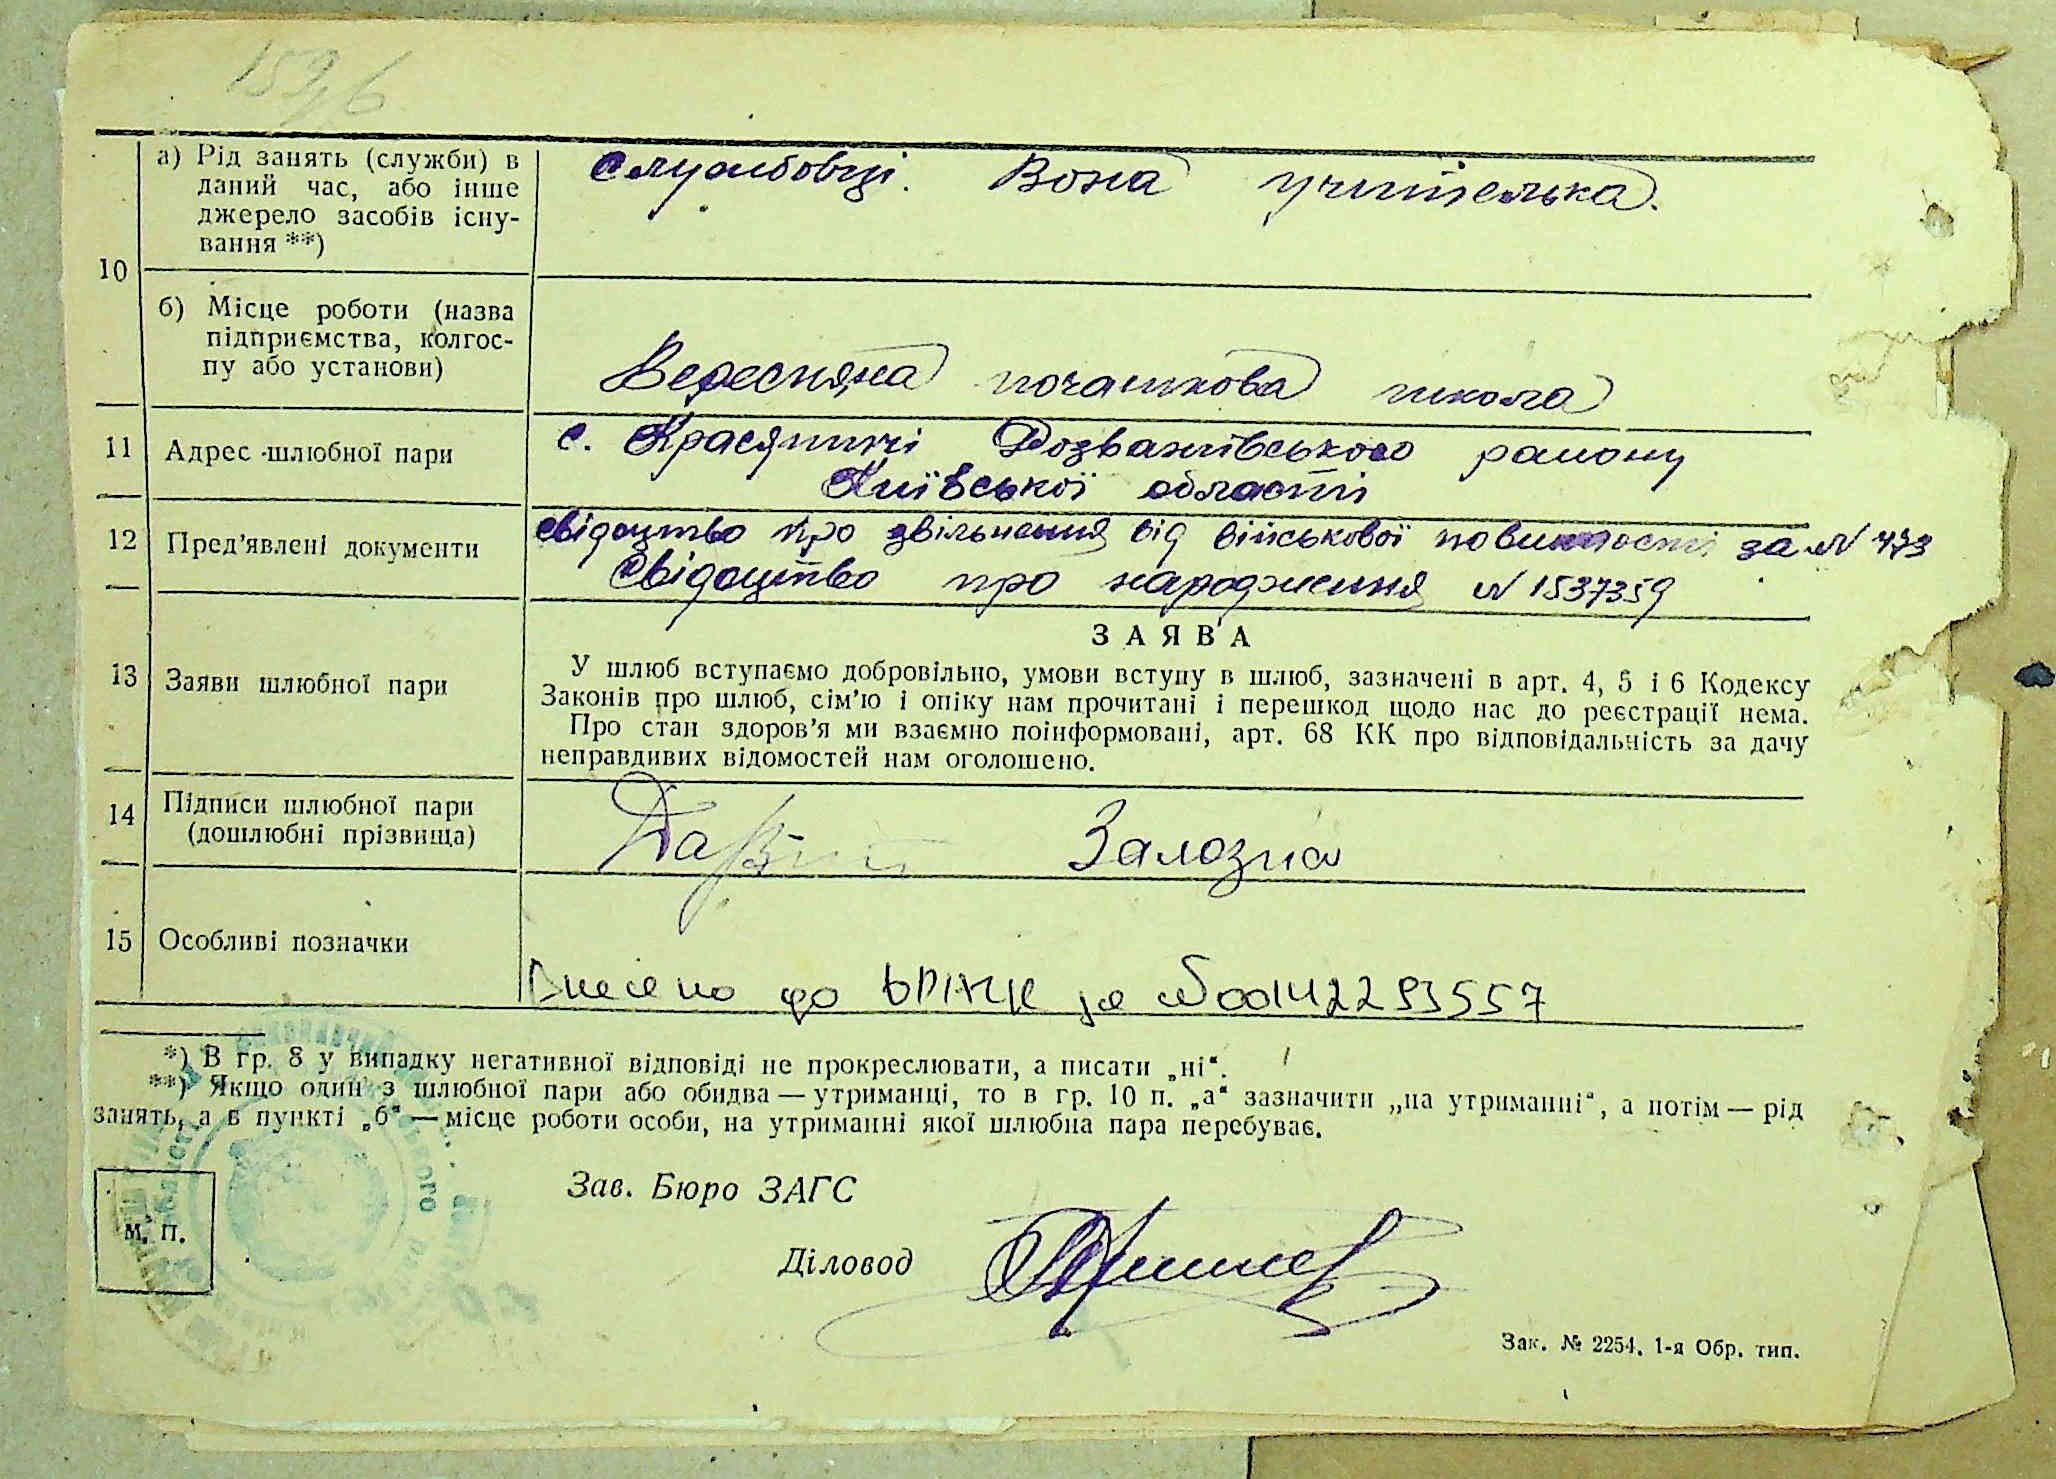 159/6
10
а) Рід занять (служби) в
даний час, або інше
джерело засобів існу-
вання **)
Службовці. Вона учителька.
б) Місце роботи (назва
підприємства, колгос-
пу або установи)
початкова школа
11
Адрес шлюбної пари
с. Красятичі Розважівського району
Київської області
12
Пред'явлені документи
свідоцтво про звільнення від військової повинності за № 473
Свідоцтво про народження № 1537359
13
Заяви шлюбної пари
ЗАЯВА
У шлюб вступаємо добровільно, умови вступу в шлюб, зазначені в арт. 4, 5 і 6 Кодексу
Законів про шлюб, сім'ю і опіку нам прочитані і перешкод щодо нас до реєстрації нема.
Про стан здоров'я ми взаємно поінформовані, арт. 68 КК про відповідальність за дачу
неправдивих відомостей нам оголошено.
14
Підписи шлюбної пари
(дошлюбні прізвища)
Залозна
15
Особливі позначки
Внесено до ДРАЦС за №00142293557
*) В гр. 8 у випадку негативної відповіді не прокреслювати, а писати „ні“.
**) Якщо один з шлюбної пари або обидва — утриманці, то в гр. 10 п. „а“ зазначити „на утриманні“, а потім — рід
занять, а в пункті „б“ — місце роботи особи, на утриманні якої шлюбна пара перебуває.
М. П.
Зав. Бюро ЗАГС
Діловод
Зак. № 2254. 1-я Обр. тип.